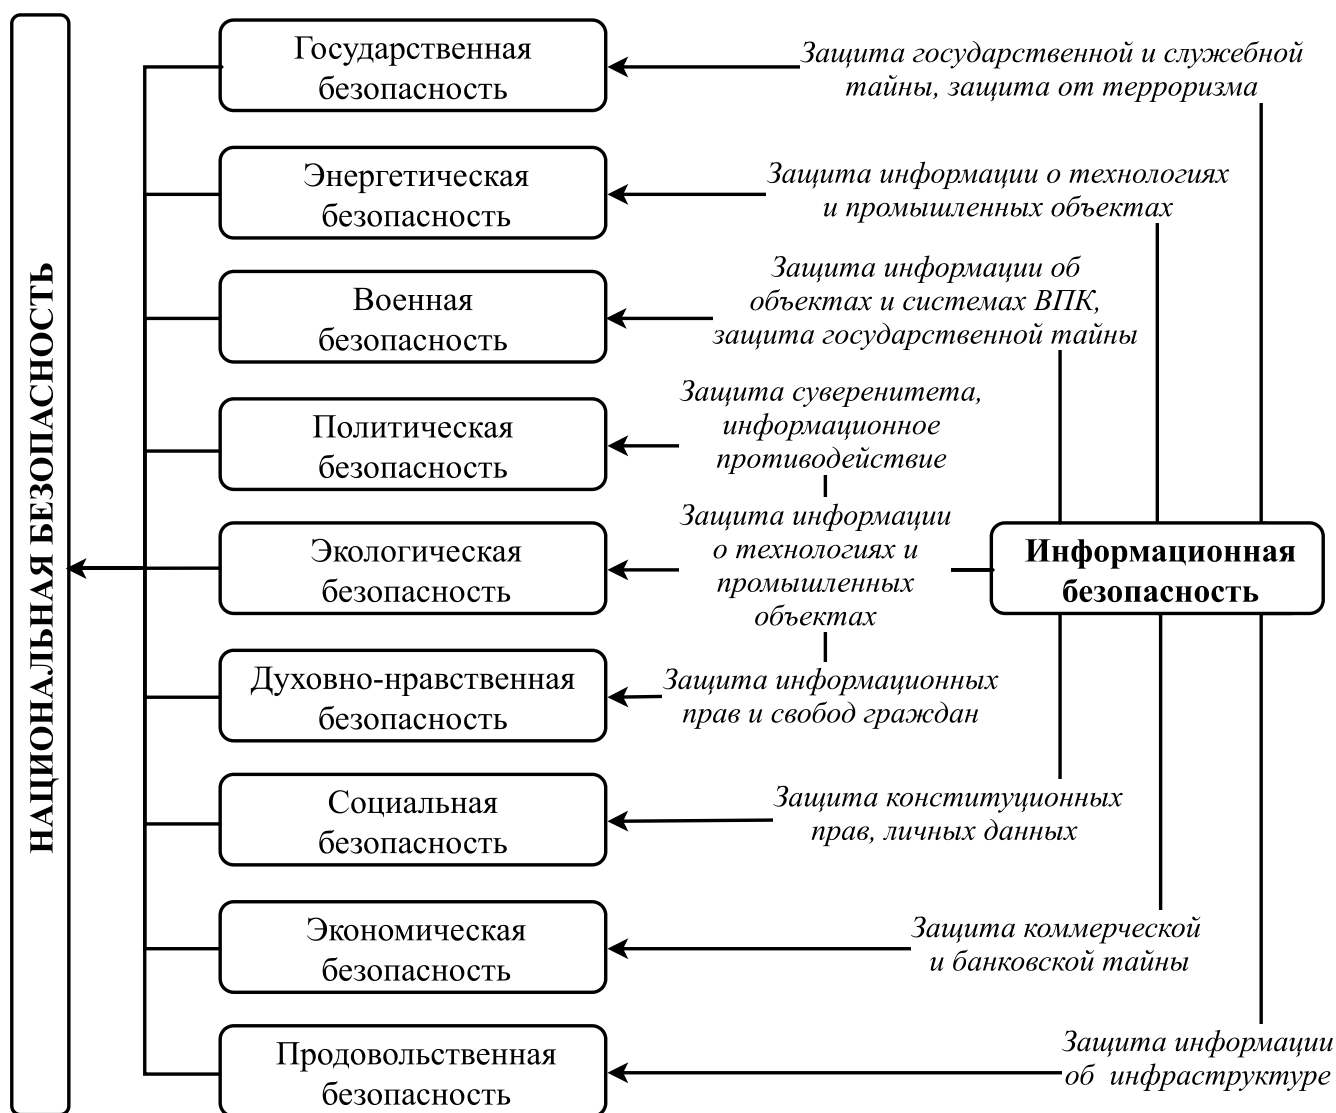 НАЦИОНАЛЬНАЯ БЕЗОПАСНОСТЬ
Государственная
безопасность
Защита государственной и служебной
тайны, защита от терроризма
Энергетическая
безопасность
Защита информации о технологиях
и промышленных объектах
Военная
безопасность
Защита информации об
объектах и системах ВПК,
защита государственной тайны
Политическая
безопасность
Защита суверенитета,
информационное
противодействие
Экологическая
безопасность
Защита информации
о технологиях и
промышленных
объектах
Информационная
безопасность
Духовно-нравственная
безопасность
Защита информационных
прав и свобод граждан
Социальная
безопасность
Защита конституционных
прав, личных данных
Экономическая
безопасность
Защита коммерческой
и банковской тайны
Продовольственная
безопасность
Защита информации
об инфраструктуре